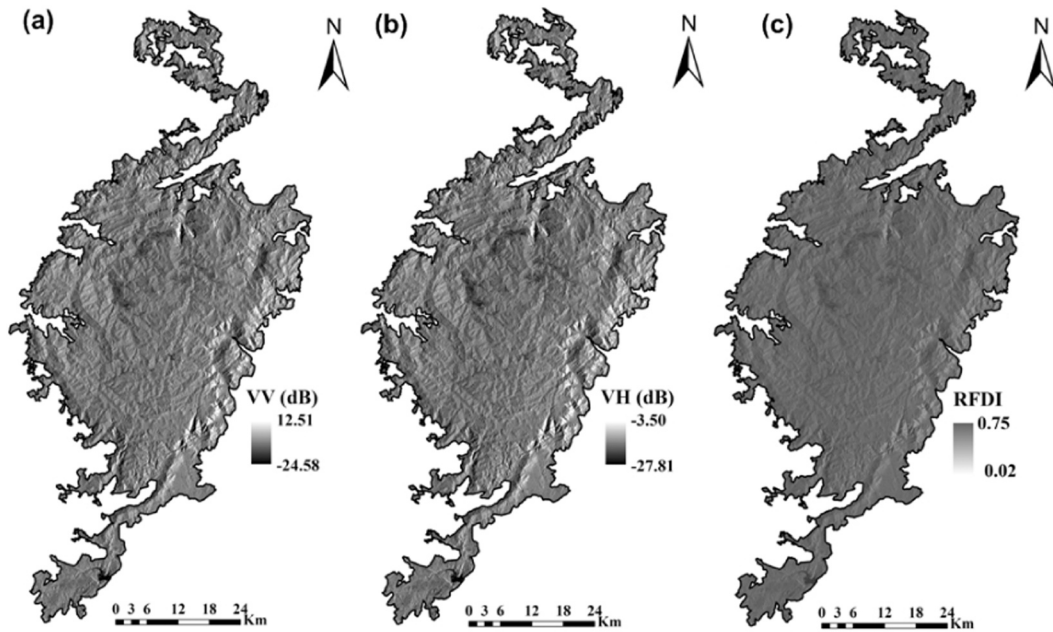 (a)
N
VV (dB)
12.51
-24.58
0 3 6 12 18 24
Km
(b)
N
VH (dB)
-3.50
-27.81
0 3 6 12 18 24
Km
(c)
N
RFDI
0.75
0.02
0 3 6 12 18 24
Km